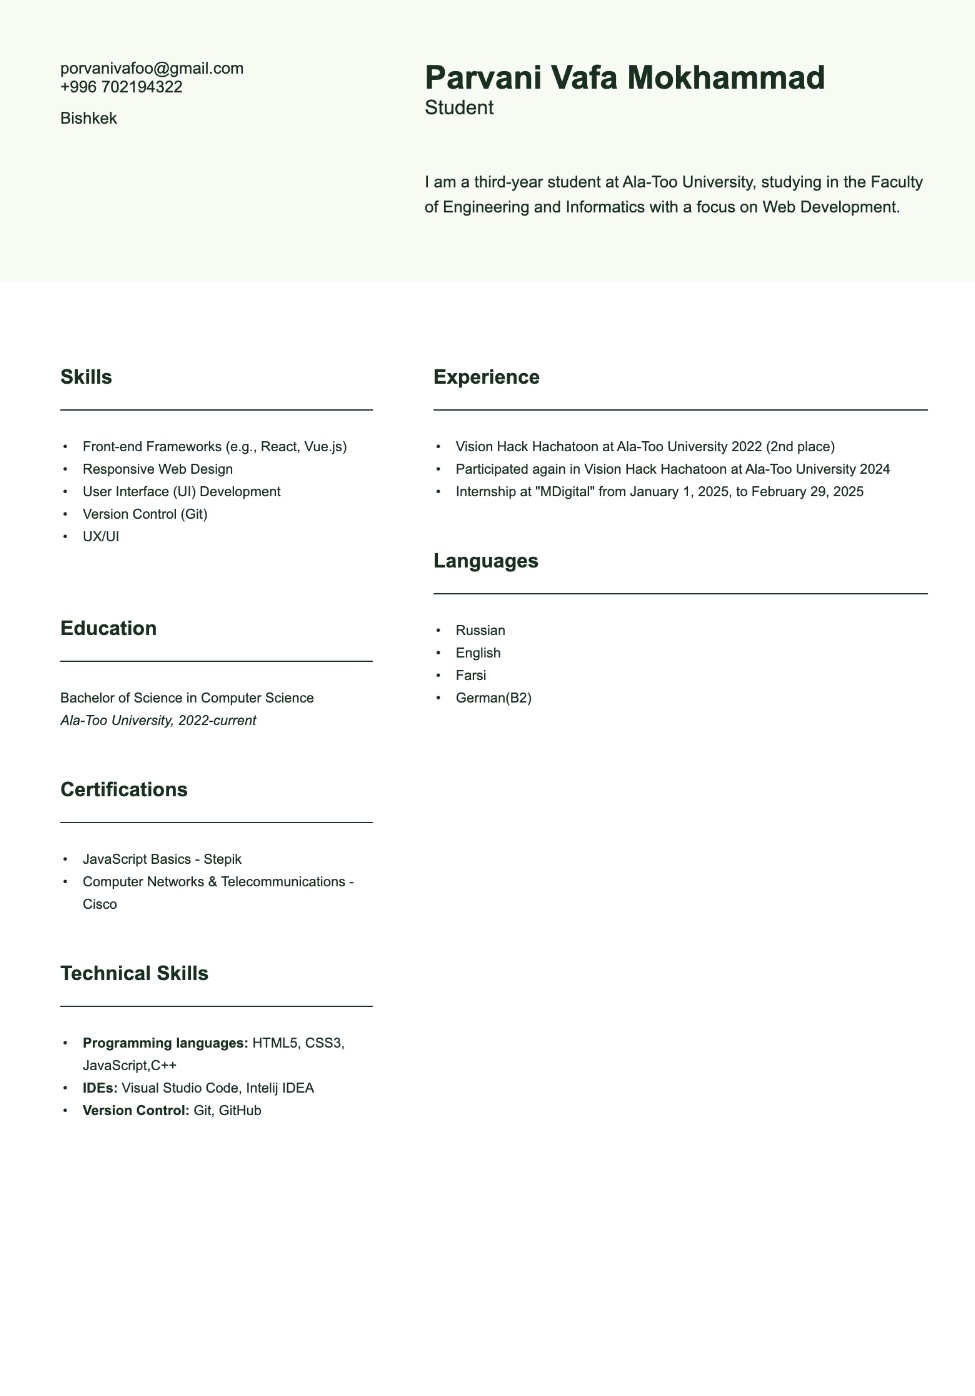 porvanivafoo@gmail.com
+996 702194322
Bishkek
Parvani Vafa Mokhammad
Student
I am a third-year student at Ala-Too University, studying in the Faculty
of Engineering and Informatics with a focus on Web Development.
Skills
• Front-end Frameworks (e.g., React, Vue.js)
• Responsive Web Design
• User Interface (UI) Development
• Version Control (Git)
• UX/UI
Education
Bachelor of Science in Computer Science
Ala-Too University, 2022-current
Certifications
• JavaScript Basics - Stepik
• Computer Networks & Telecommunications -
Cisco
Technical Skills
• Programming languages: HTML5, CSS3,
JavaScript,C++
• IDEs: Visual Studio Code, Intelij IDEA
• Version Control: Git, GitHub
Experience
• Vision Hack Hachatoon at Ala-Too University 2022 (2nd place)
• Participated again in Vision Hack Hachatoon at Ala-Too University 2024
• Internship at "MDigital" from January 1, 2025, to February 29, 2025
Languages
• Russian
• English
• Farsi
• German(B2)